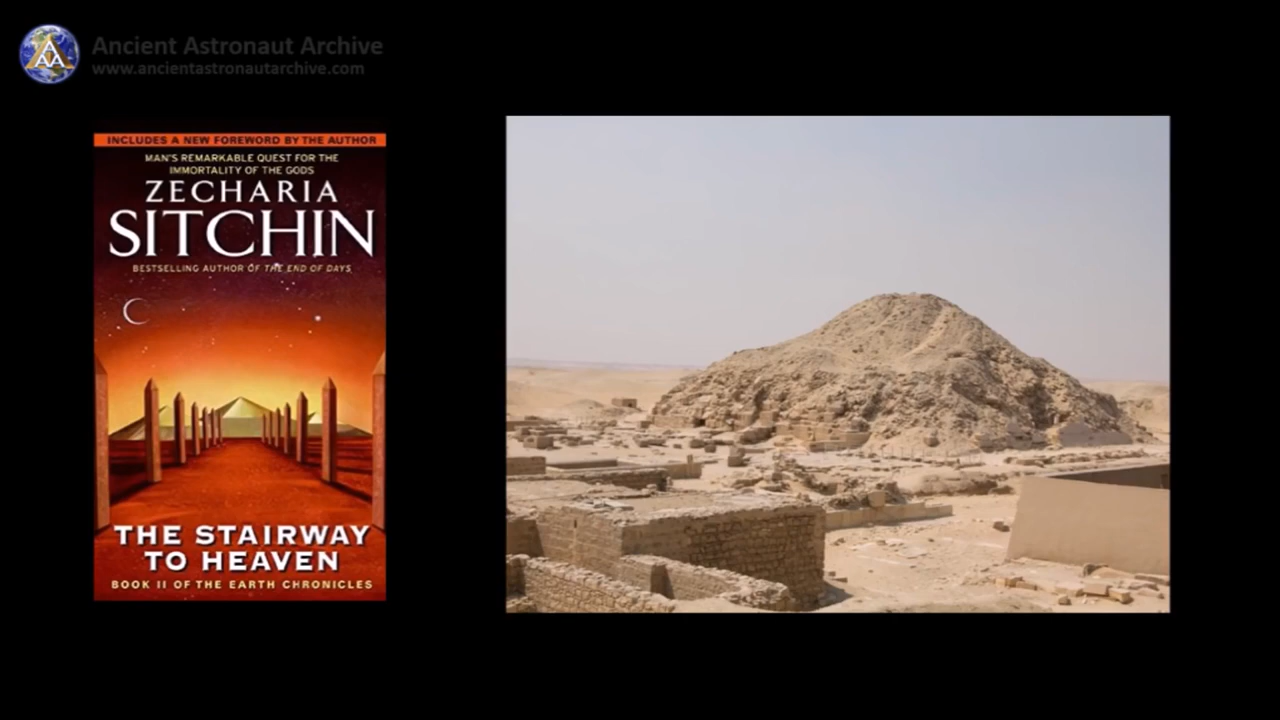 AAA
Ancient Astronaut Archive
www.ancientastronautarchive.com
INCLUDES A NEW FOREWORD BY THE AUTHOR
MAN'S REMARKABLE QUEST FOR THE
IMMORTALITY OF THE GODS
ZECHARIA
SITCHIN
BESTSELLING AUTHOR OF THE END OF DAYS
THE STAIRWAY
TO HEAVEN
BOOK II OF THE EARTH CHRONICLES